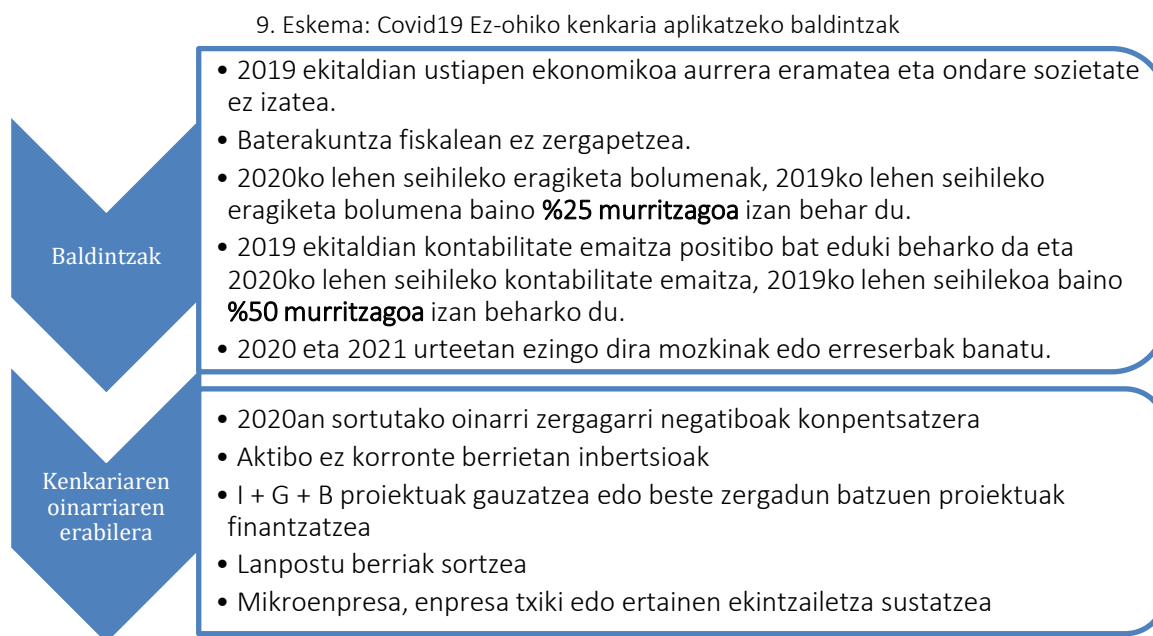 9. Eskema: Covid19 Ez-ohiko kenkaria aplikatzeko baldintzak
Baldintzak
• 2019 ekitaldian ustiapen ekonomikoa aurrera eramatea eta ondare sozietate
ez izatea.
• Baterakuntza fiskalean ez zergapetzea.
• 2020ko lehen seihileko eragiketa bolumenak, 2019ko lehen seihileko
eragiketa bolumena baino %25 murritzagoa izan behar du.
• 2019 ekitaldian kontabilitate emaitza positibo bat eduki beharko da eta
2020ko lehen seihileko kontabilitate emaitza, 2019ko lehen seihilekoa baino
%50 murritzagoa izan beharko du.
• 2020 eta 2021 urteetan ezingo dira mozkinak edo erreserbak banatu.
Kenkariaren
oinarriaren
erabilera
• 2020an sortutako oinarri zergagarri negatiboak konpentsatzera
• Aktibo ez korronte berrietan inbertsioak
• I + G + B proiektuak gauzatzea edo beste zergadun batzuen proiektuak
finantzatzea
• Lanpostu berriak sortzea
• Mikroenpresa, enpresa txiki edo ertainen ekintzailetza sustatzea